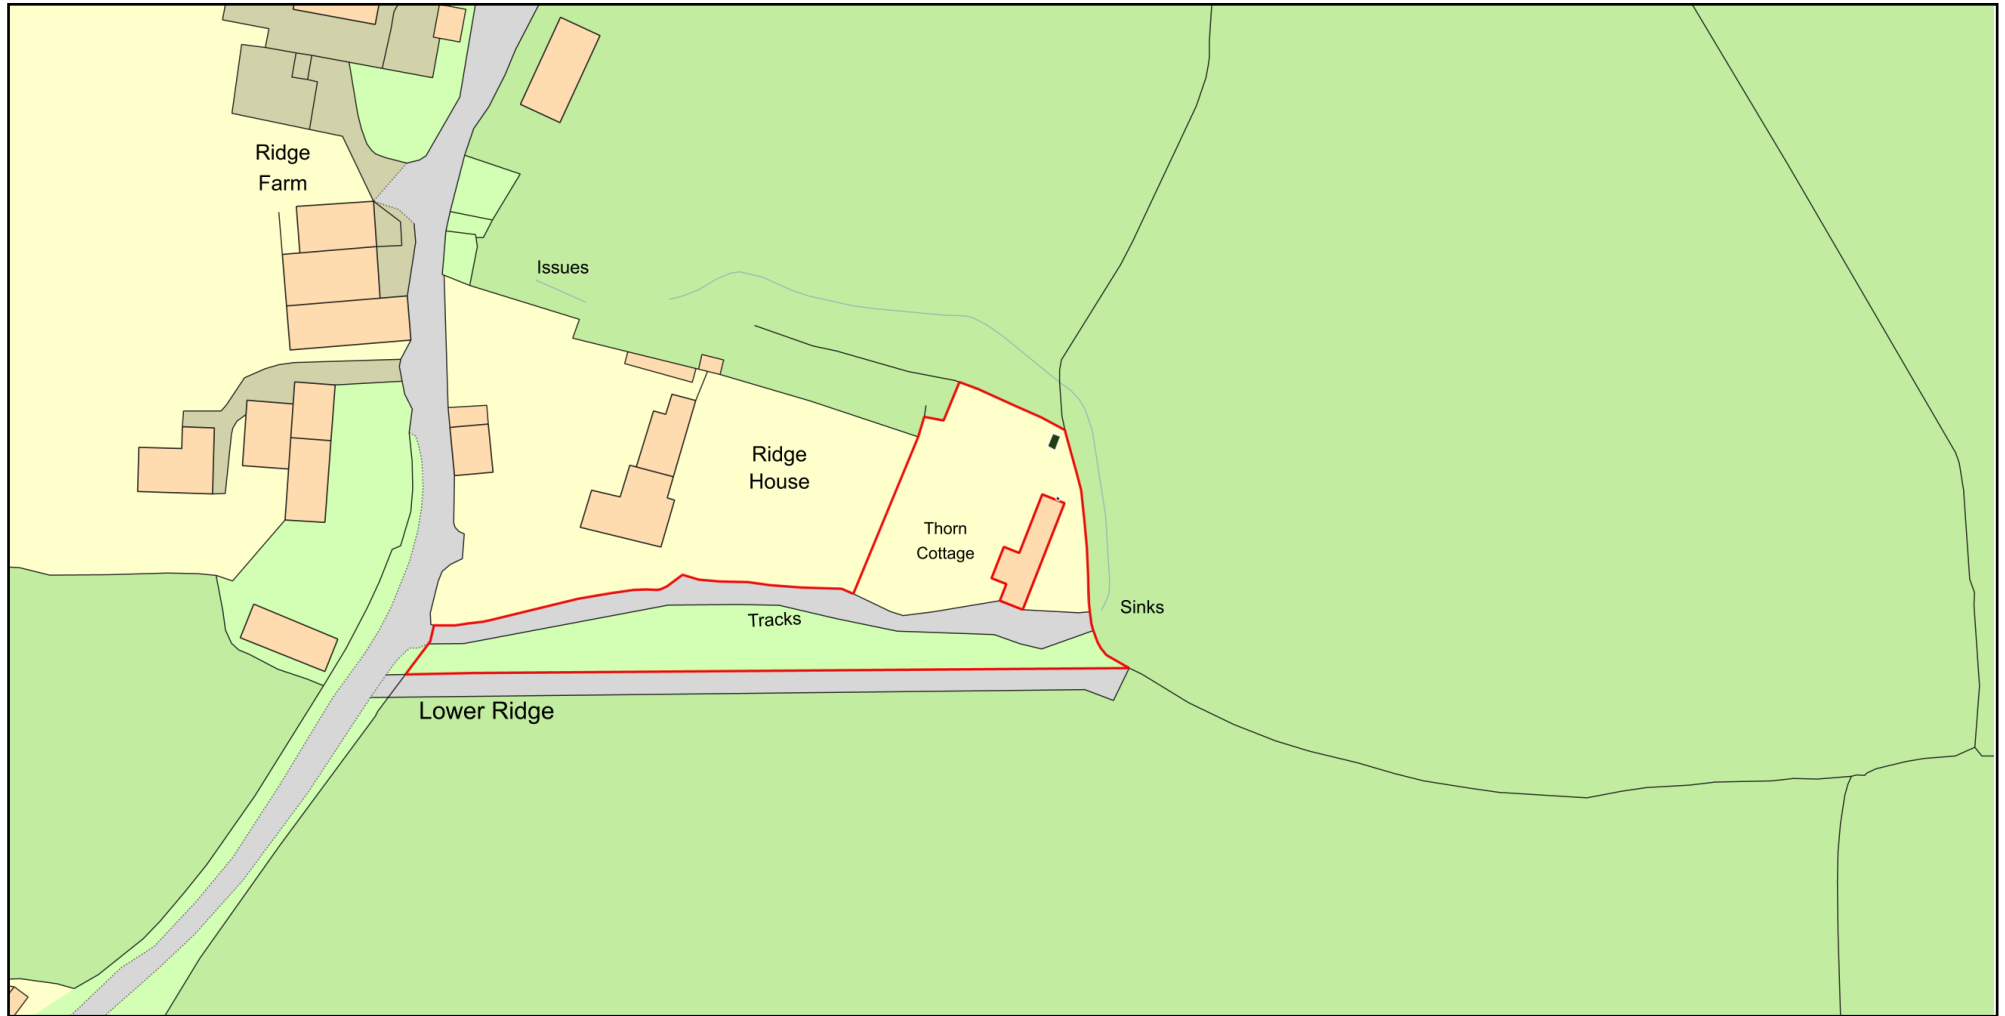 Ridge
Farm
Issues
Ridge
House
Thorn
Cottage
Sinks
Tracks
Lower Ridge